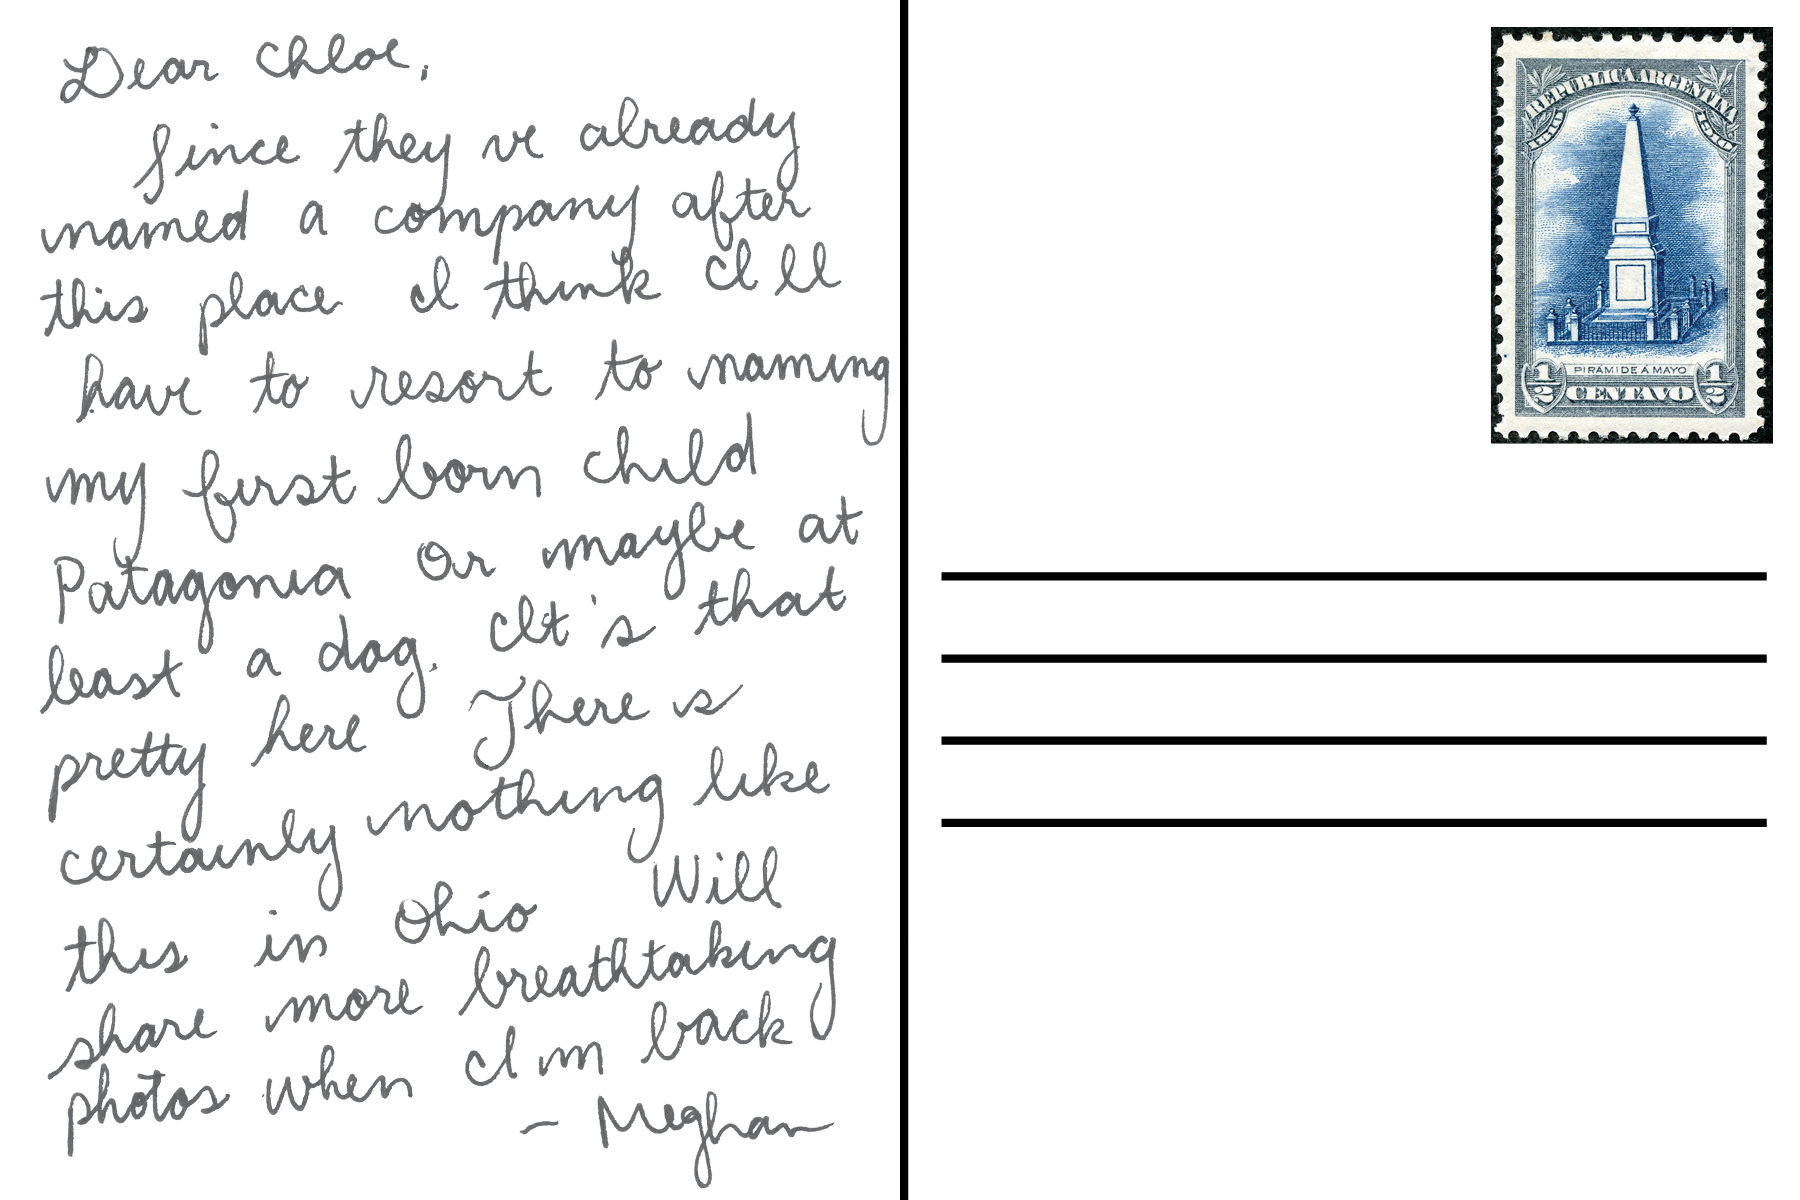 Dear Chloe,
Since they ve already
named a company after
this place I think I ll
have to resort to naming
my first born child
Patagonia Or maybe at
least a dog. It's that
pretty here There is
certainly nothing like
this in Ohio Will
share more breathtaking
photos when I m back
- Meghan
REPUBLICA ARGENTINA
1810 1910
PIRAMIDE Á MAYO
1/2 CENTAVO 1/2